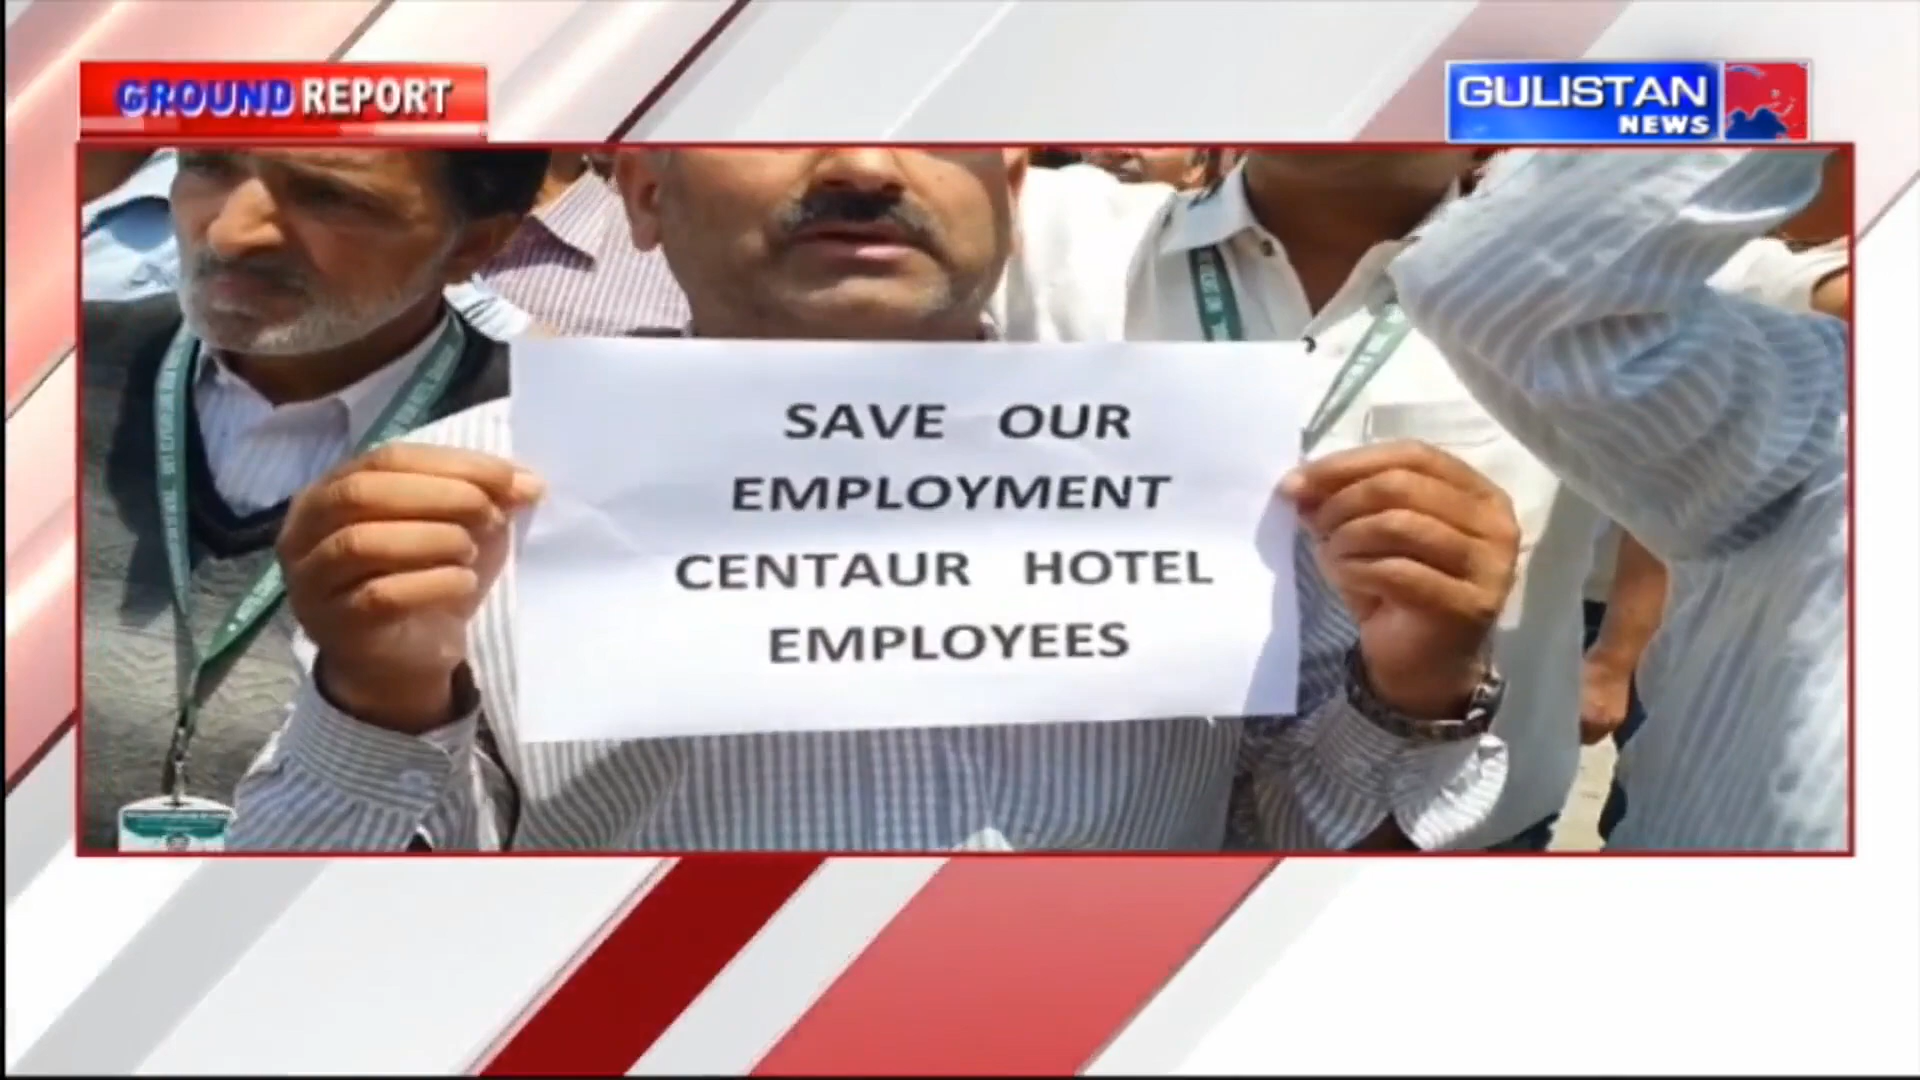 GROUND REPORT
GULISTAN
NEWS
SAVE OUR
EMPLOYMENT
CENTAUR HOTEL
EMPLOYEES